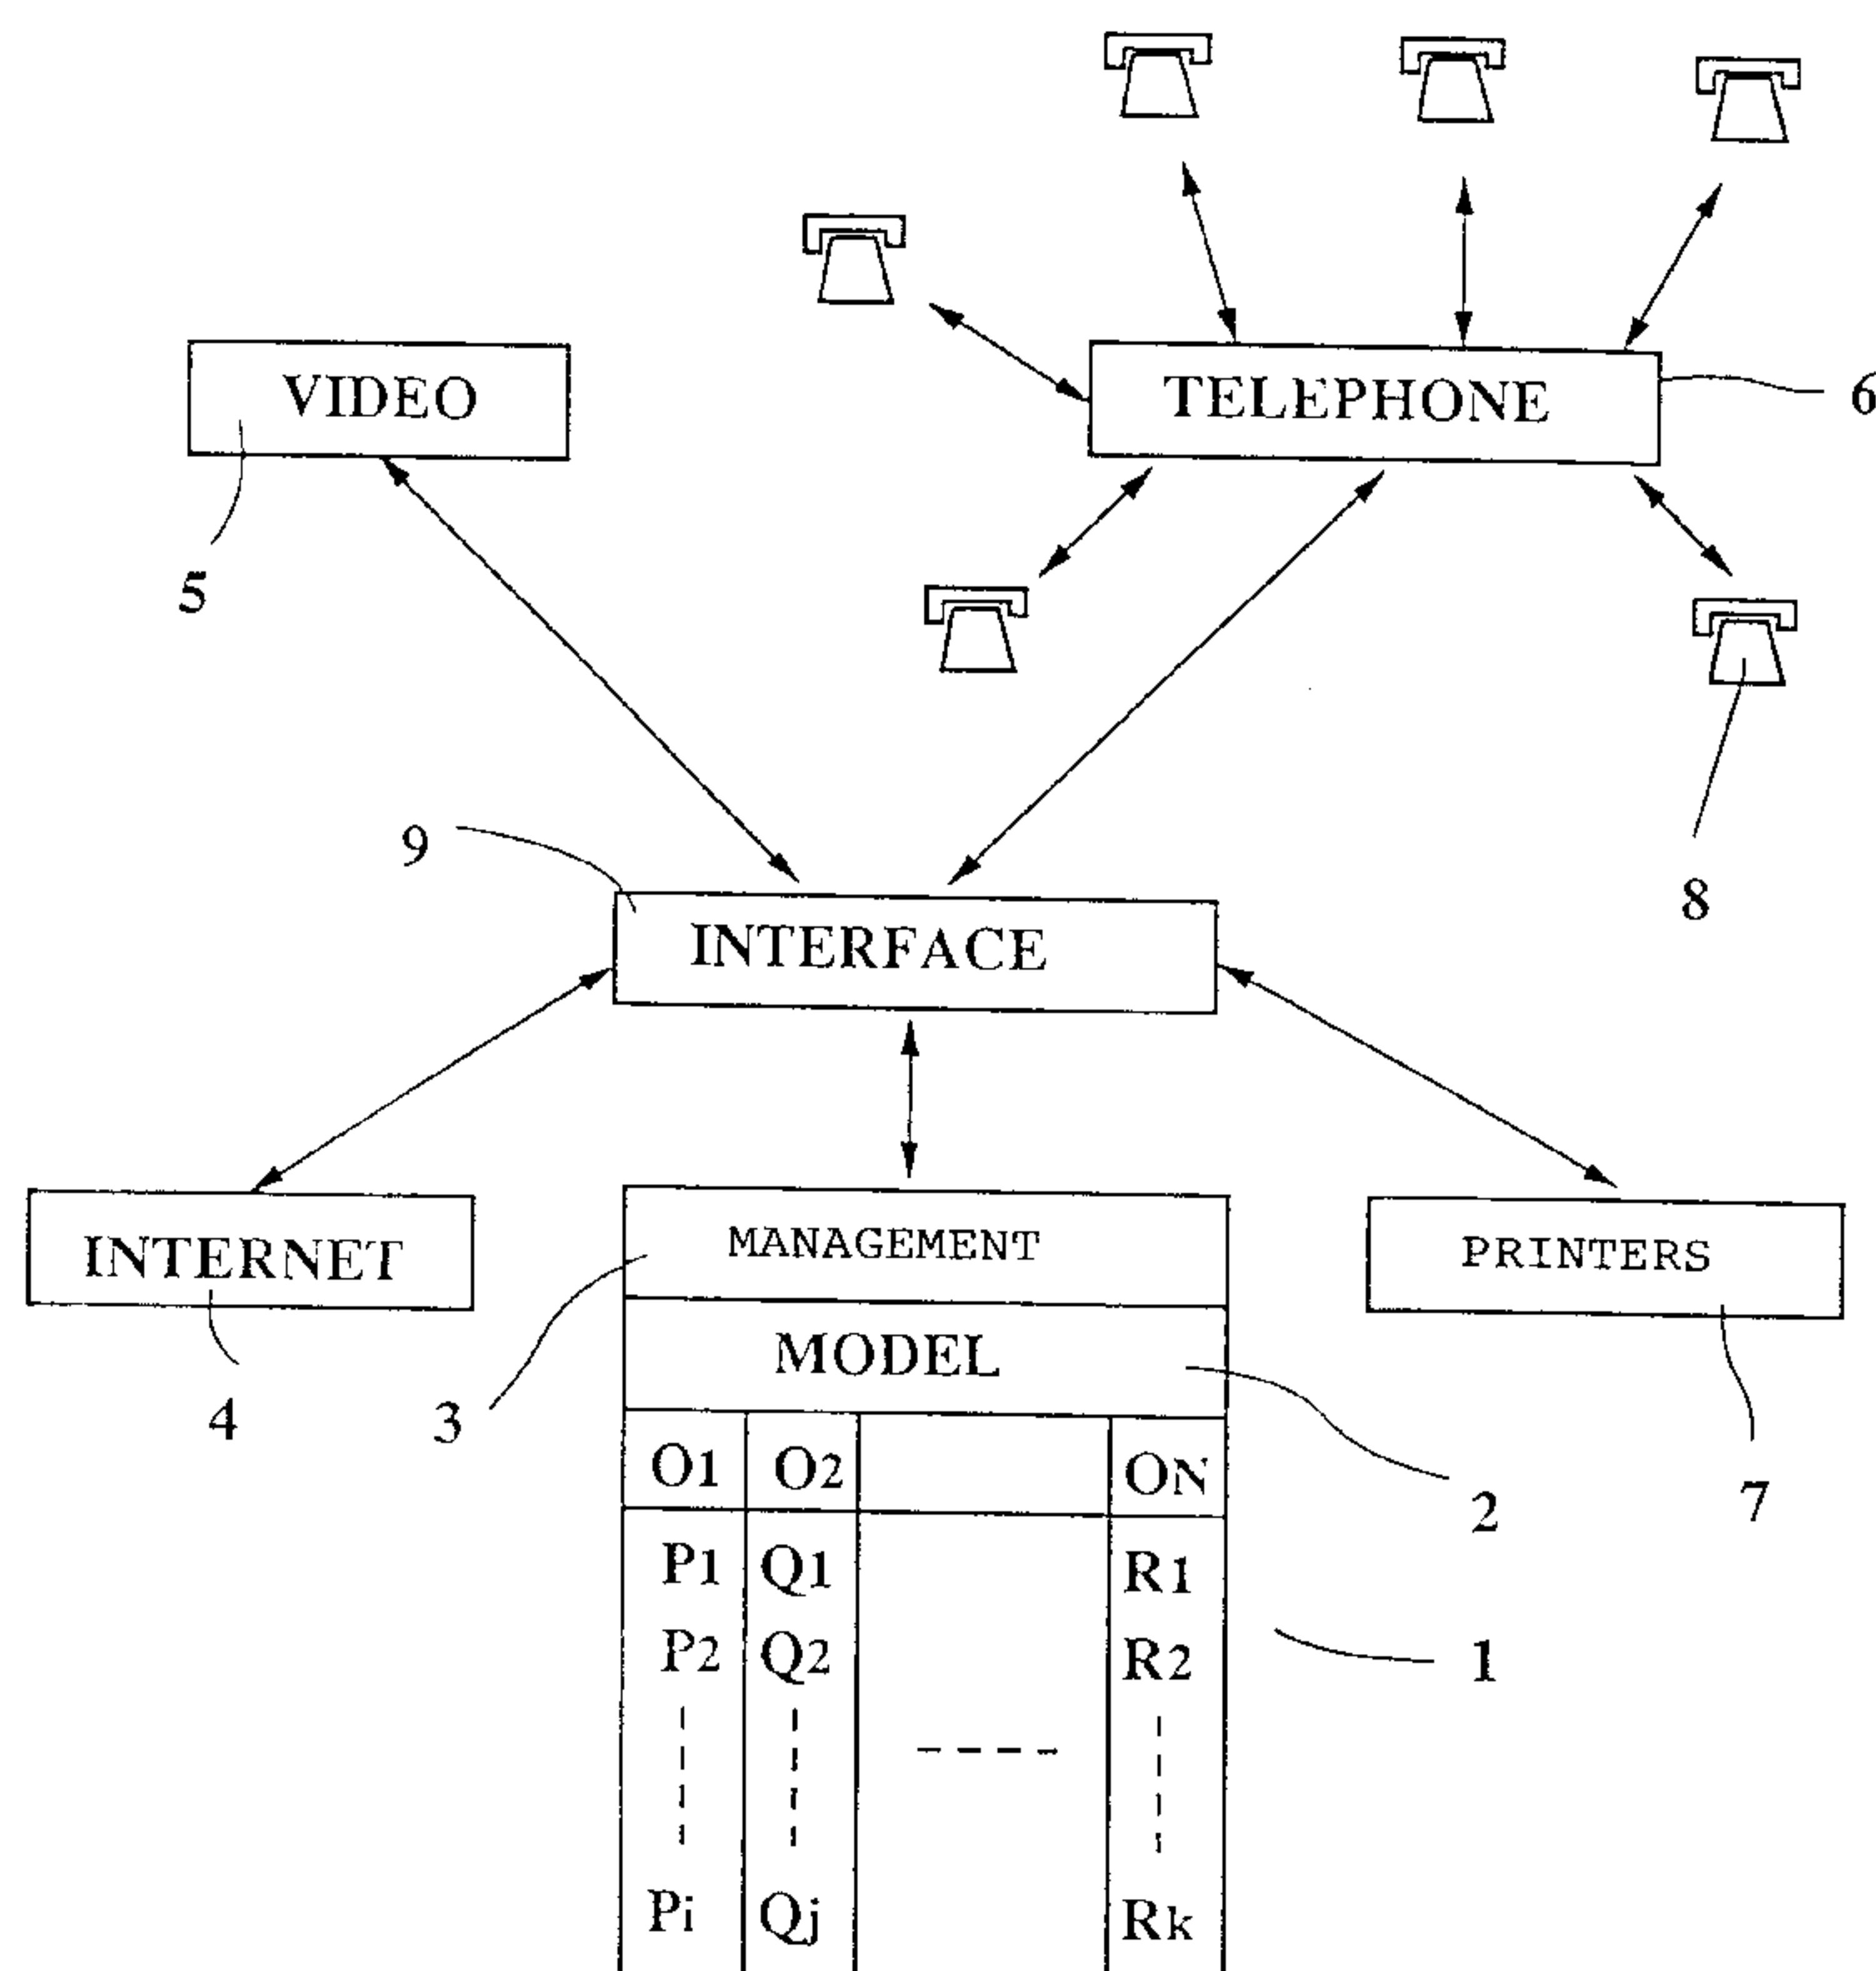 VIDEO
TELEPHONE
6
5
8
9
INTERFACE
INTERNET
MANAGEMENT
PRINTERS
MODEL
4
3
2
7
O1 O2 ON
P1 Q1 R1
P2 Q2 R2
1
Pi Qj Rk